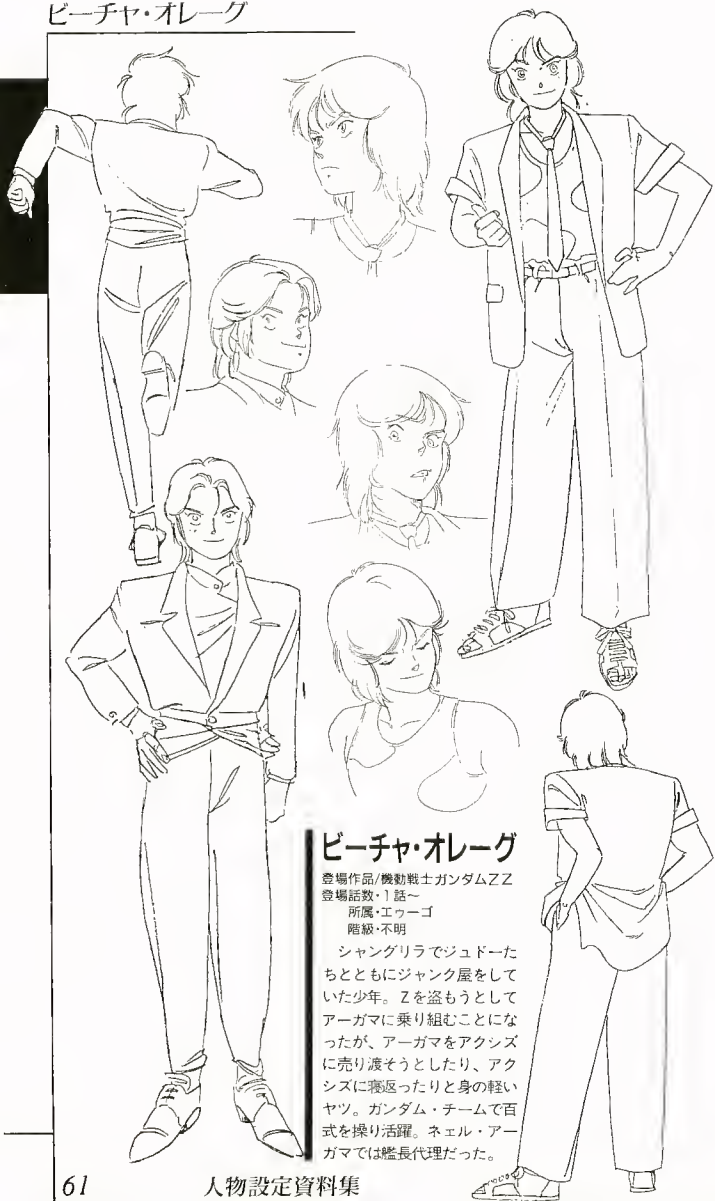 ビーチャ・オレーグ
ビーチャ・オレーグ
登場作品/機動戦士ガンダムZZ
登場話数・1話~
所属・エゥーゴ
階級・不明
シャングリラでジュドーた
ちとともにジャンク屋をして
いた少年。Zを盗もうとして
アーガマに乗り組むことにな
ったが、アーガマをアクシズ
に売り渡そうとしたり、アク
シズに寝返ったりと身の軽い
ヤツ。ガンダム・チームで百
式を操り活躍。ネェル・アー
ガマでは艦長代理だった。
61 人物設定資料集